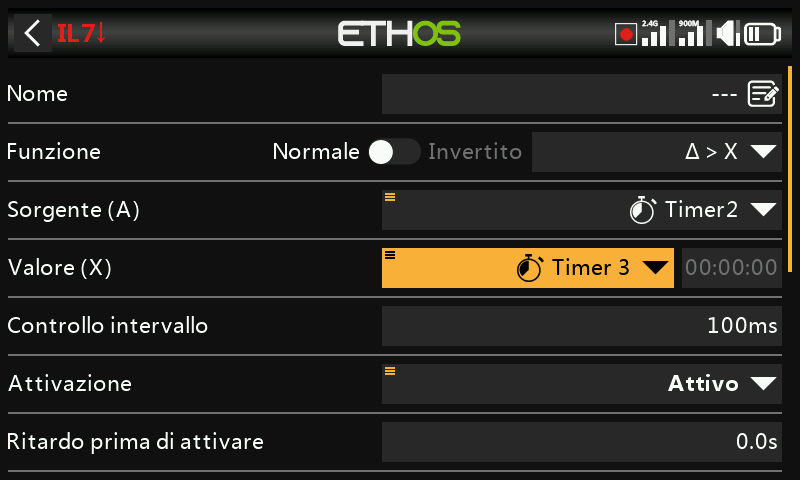 IL7↓ ETHOS 2.4G 900M
Nome ---
Funzione Normale Invertito Δ > X
Sorgente (A) Timer2
Valore (X) Timer 3 00:00:00
Controllo intervallo 100ms
Attivazione Attivo
Ritardo prima di attivare 0.0s